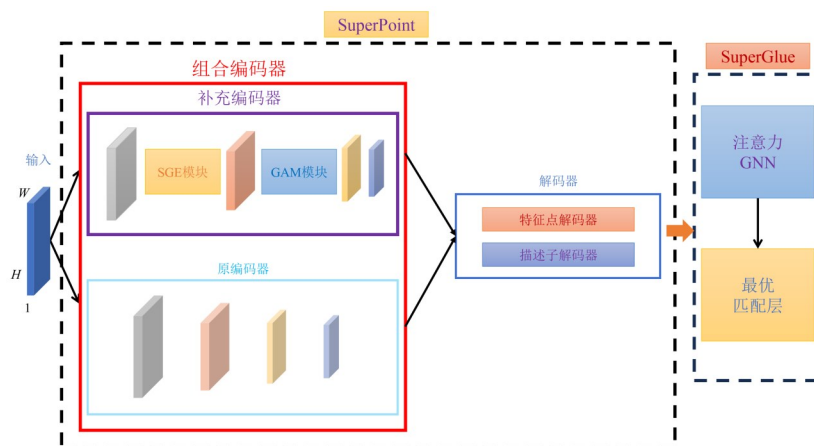 SuperPoint
SuperGlue
组合编码器
补充编码器
输入
W
H
1
SGE模块
GAM模块
原编码器
解码器
特征点解码器
描述子解码器
注意力
GNN
最优
匹配层